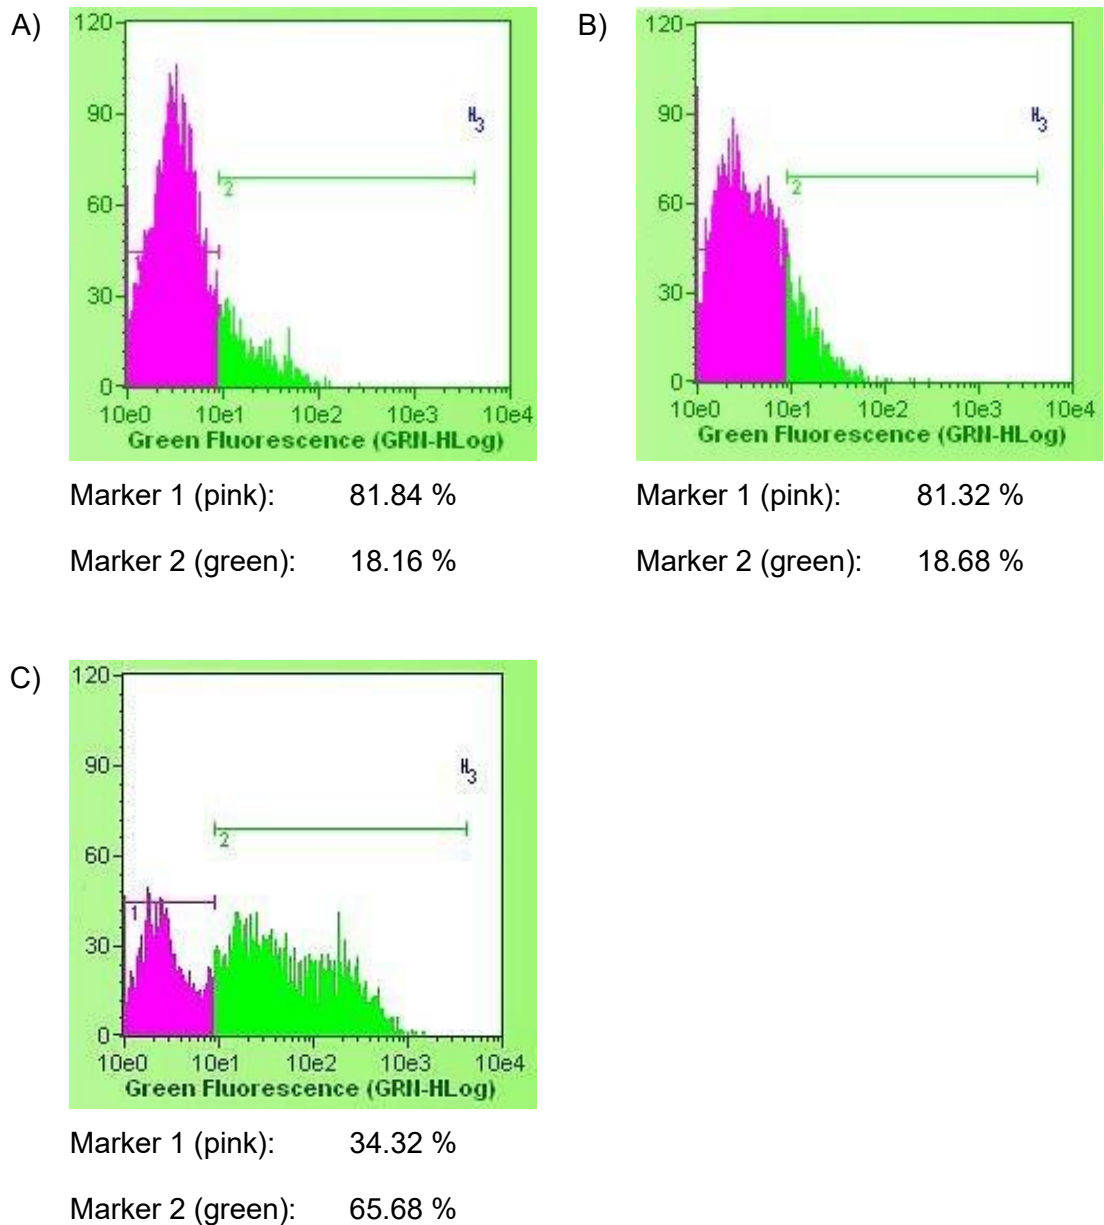 A)
120
90
60
30
0
H3
1
2
10e0 10e1 10e2 10e3 10e4
Green Fluorescence (GRN-HLog)
Marker 1 (pink): 81.84 %
Marker 2 (green): 18.16 %
B)
120
90
60
30
0
H3
2
10e0 10e1 10e2 10e3 10e4
Green Fluorescence (GRN-HLog)
Marker 1 (pink): 81.32 %
Marker 2 (green): 18.68 %
C)
120
90
60
30
0
H3
2
1
10e0 10e1 10e2 10e3 10e4
Green Fluorescence (GRN-HLog)
Marker 1 (pink): 34.32 %
Marker 2 (green): 65.68 %